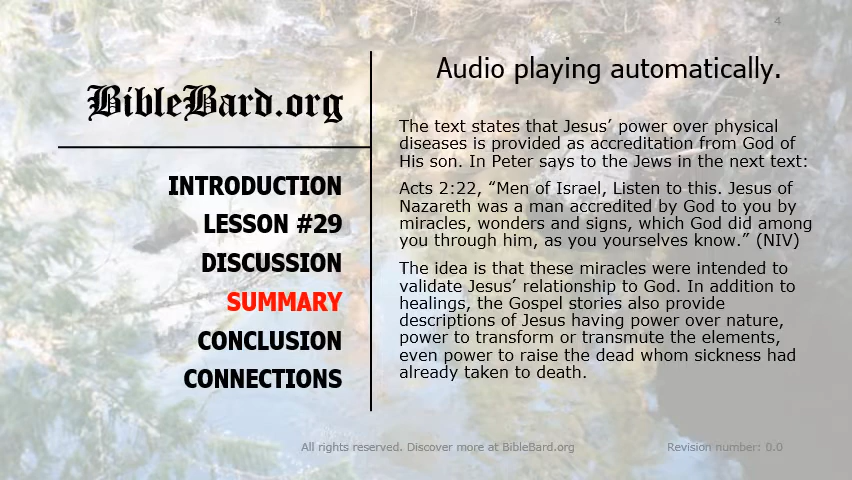 4
BibleBard.org
INTRODUCTION
LESSON #29
DISCUSSION
SUMMARY
CONCLUSION
CONNECTIONS
Audio playing automatically.
The text states that Jesus’ power over physical
diseases is provided as accreditation from God of
His son. In Peter says to the Jews in the next text:
Acts 2:22, “Men of Israel, Listen to this. Jesus of
Nazareth was a man accredited by God to you by
miracles, wonders and signs, which God did among
you through him, as you yourselves know.” (NIV)
The idea is that these miracles were intended to
validate Jesus’ relationship to God. In addition to
healings, the Gospel stories also provide
descriptions of Jesus having power over nature,
power to transform or transmute the elements,
even power to raise the dead whom sickness had
already taken to death.
All rights reserved. Discover more at BibleBard.org
Revision number: 0.0